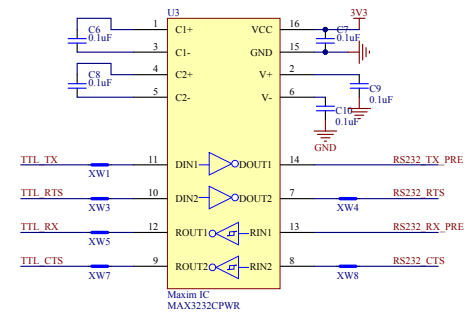 U3
3V3
C6
0.1uF
1
C1+
VCC
16
C7
0.1uF
3
C1-
GND
15
C8
0.1uF
4
C2+
V+
2
5
C2-
V-
6
C9
0.1uF
C10
0.1uF
GND
TTL_TX
XW1
11
DIN1
DOUT1
14
RS232_TX_PRE
TTL_RTS
XW3
10
DIN2
DOUT2
7
XW4
RS232_RTS
TTL_RX
XW5
12
ROUT1
RIN1
13
RS232_RX_PRE
TTL_CTS
XW7
9
ROUT2
RIN2
8
XW8
RS232_CTS
Maxim IC
MAX3232CPWR